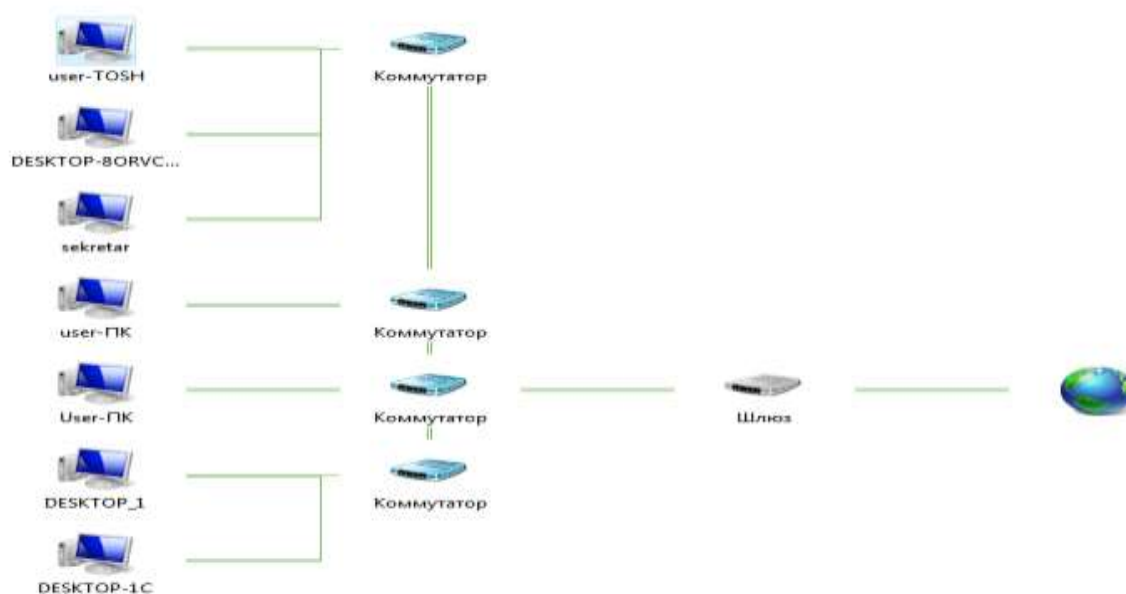 user-TOSH
Коммутатор
DESKTOP-8ORVC...
sekretar
user-ПК
Коммутатор
User-ПК
Коммутатор
Шлюз
DESKTOP_1
Коммутатор
DESKTOP-1C